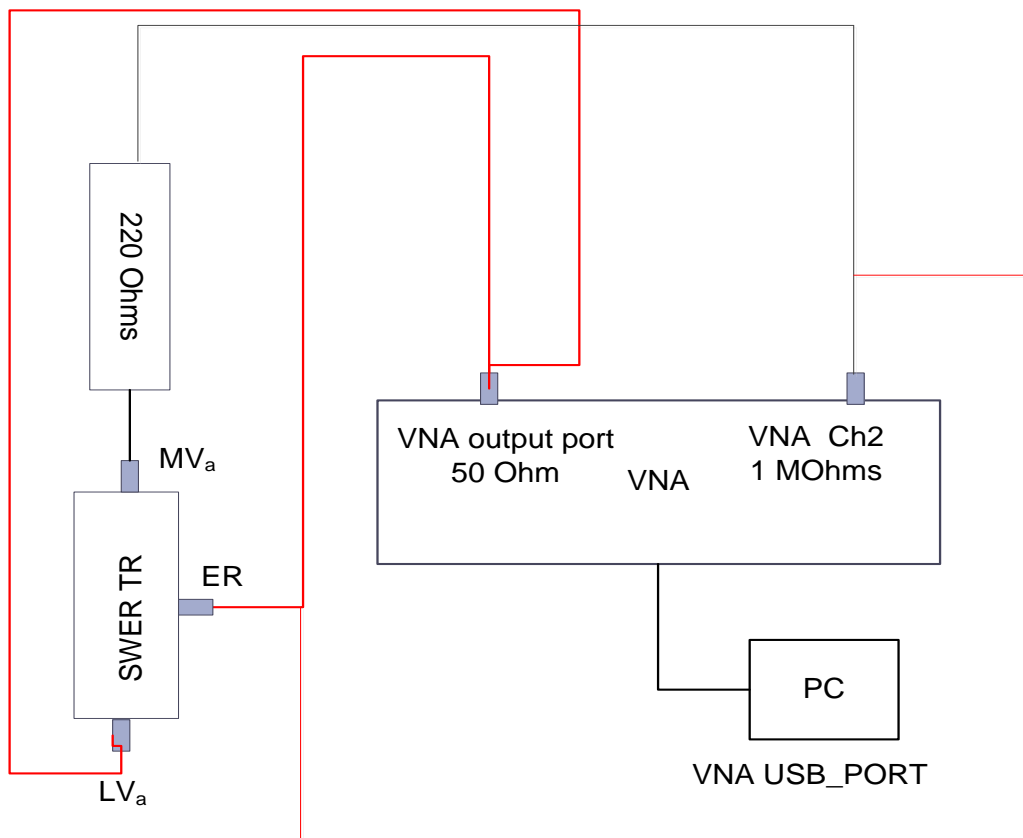 220 Ohms
MVₐ
SWER TR
ER
LVₐ
VNA output port
50 Ohm
VNA
VNA Ch2
1 MOhms
PC
VNA USB_PORT